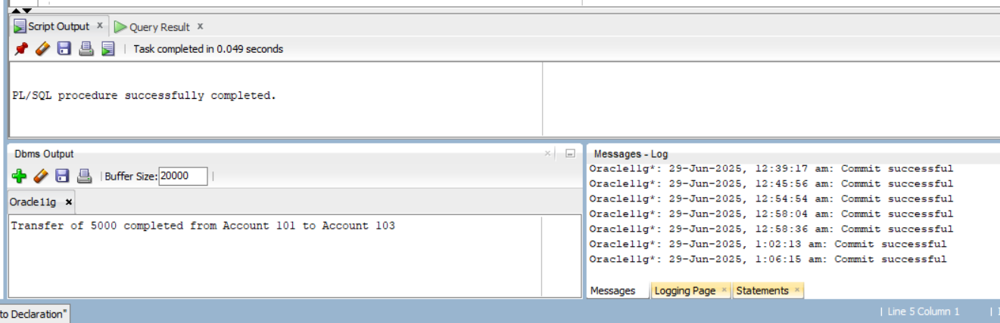 Script Output x Query Result x
Task completed in 0.049 seconds
PL/SQL procedure successfully completed.
Dbms Output
Buffer Size: 20000
Oracle11g x
Transfer of 5000 completed from Account 101 to Account 103
Messages - Log
Oracle11g*: 29-Jun-2025, 12:39:17 am: Commit successful
Oracle11g*: 29-Jun-2025, 12:45:56 am: Commit successful
Oracle11g*: 29-Jun-2025, 12:54:54 am: Commit successful
Oracle11g*: 29-Jun-2025, 12:58:04 am: Commit successful
Oracle11g*: 29-Jun-2025, 12:58:36 am: Commit successful
Oracle11g*: 29-Jun-2025, 1:02:13 am: Commit successful
Oracle11g*: 29-Jun-2025, 1:06:15 am: Commit successful
Messages Logging Page x Statements x
to Declaration"
| Line 5 Column 1 |